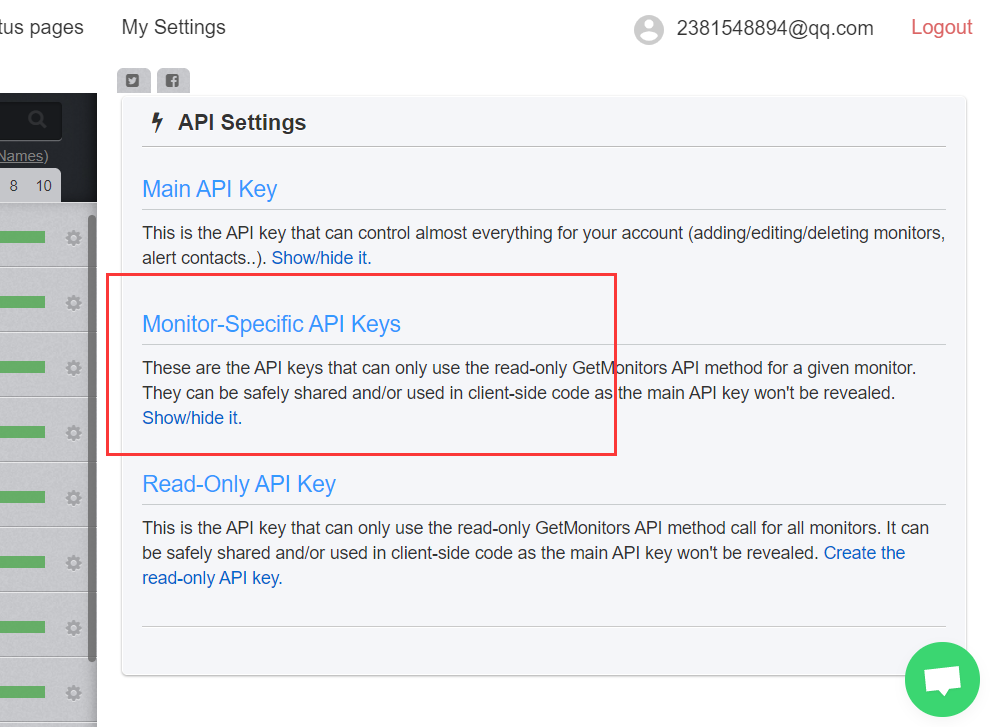 tus pages My Settings 2381548894@qq.com Logout
API Settings
Names)
8 10
Main API Key
This is the API key that can control almost everything for your account (adding/editing/deleting monitors,
alert contacts..). Show/hide it.
Monitor-Specific API Keys
These are the API keys that can only use the read-only GetMonitors API method for a given monitor.
They can be safely shared and/or used in client-side code as the main API key won't be revealed.
Show/hide it.
Read-Only API Key
This is the API key that can only use the read-only GetMonitors API method call for all monitors. It can
be safely shared and/or used in client-side code as the main API key won't be revealed. Create the
read-only API key.